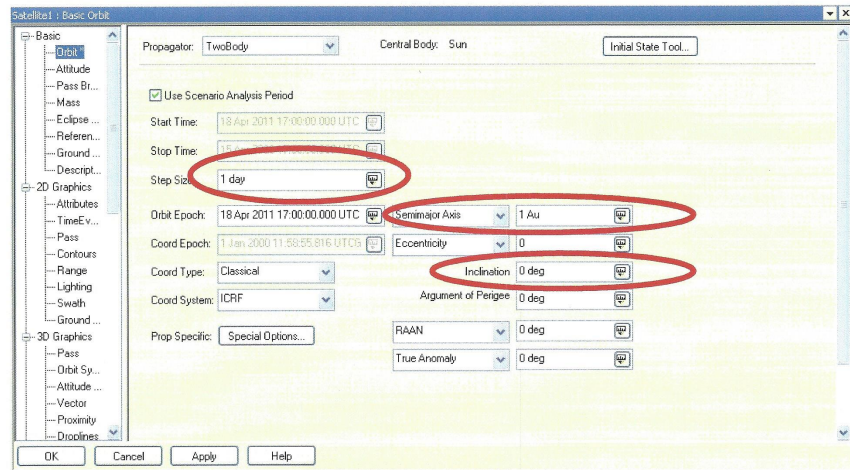 Satellite1 : Basic Orbit
Basic
Orbit *
Attitude
Pass Br...
Mass
Eclipse ...
Referen...
Ground ...
Descript...
2D Graphics
Attributes
TimeEv...
Pass
Contours
Range
Lighting
Swath
Ground ...
3D Graphics
Pass
Orbit Sy...
Attitude ...
Vector
Proximity
Droplines
Propagator: TwoBody
Central Body: Sun
Initial State Tool...
Use Scenario Analysis Period
Start Time: 18 Apr 2011 17:00:00.000 UTC
Stop Time:
Step Size: 1 day
Orbit Epoch: 18 Apr 2011 17:00:00.000 UTC
Semimajor Axis 1 Au
Coord Epoch: 1 Jan 2000 11:58:55.816 UTCG
Eccentricity 0
Coord Type: Classical
Inclination 0 deg
Coord System: ICRF
Argument of Perigee 0 deg
Prop Specific: Special Options...
RAAN 0 deg
True Anomaly 0 deg
OK Cancel Apply Help